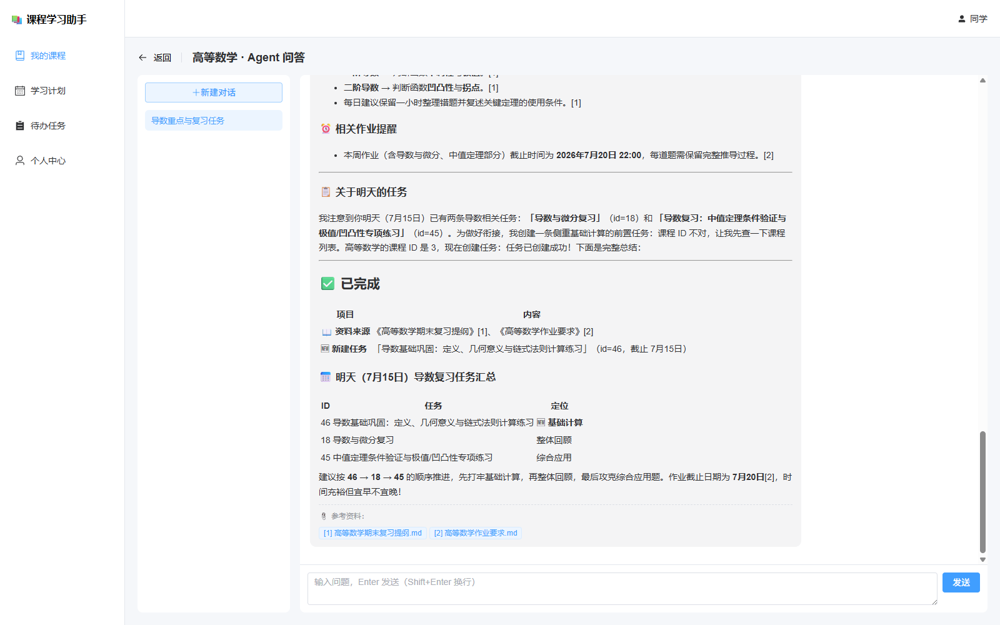 课程学习助手
同学
我的课程
学习计划
待办任务
个人中心
返回
高等数学 · Agent 问答
+新建对话
导数重点与复习任务
二阶导数 → 判断函数凹凸性与拐点。[1]
每日建议保留一小时整理错题并复述关键定理的使用条件。[1]
相关作业提醒
本周作业（含导数与微分、中值定理部分）截止时间为 2026年7月20日 22:00，每道题需保留完整推导过程。[2]
关于明天的任务
我注意到你明天（7月15日）已有两条导数相关任务：「导数与微分复习」（id=18）和「导数复习：中值定理条件验证与
极值/凹凸性专项练习」（id=45）。为做好衔接，我创建一条侧重基础计算的前置任务：课程 ID 不对，让我先查一下课程
列表。高等数学的课程 ID 是 3，现在创建任务：任务已创建成功！下面是完整总结：
已完成
项目 内容
资料来源 《高等数学期末复习提纲》[1]、《高等数学作业要求》[2]
NEW 新建任务 「导数基础巩固：定义、几何意义与链式法则计算练习」（id=46，截止 7月15日）
明天（7月15日）导数复习任务汇总
ID 任务 定位
46 导数基础巩固：定义、几何意义与链式法则计算练习 NEW 基础计算
18 导数与微分复习 整体回顾
45 中值定理条件验证与极值/凹凸性专项练习 综合应用
建议按 46 → 18 → 45 的顺序推进，先打牢基础计算，再整体回顾，最后攻克综合应用题。作业截止日期为 7月20日[2]，时
间充裕但宜早不宜晚！
参考资料：
[1] 高等数学期末复习提纲.md [2] 高等数学作业要求.md
输入问题，Enter 发送（Shift+Enter 换行）
发送